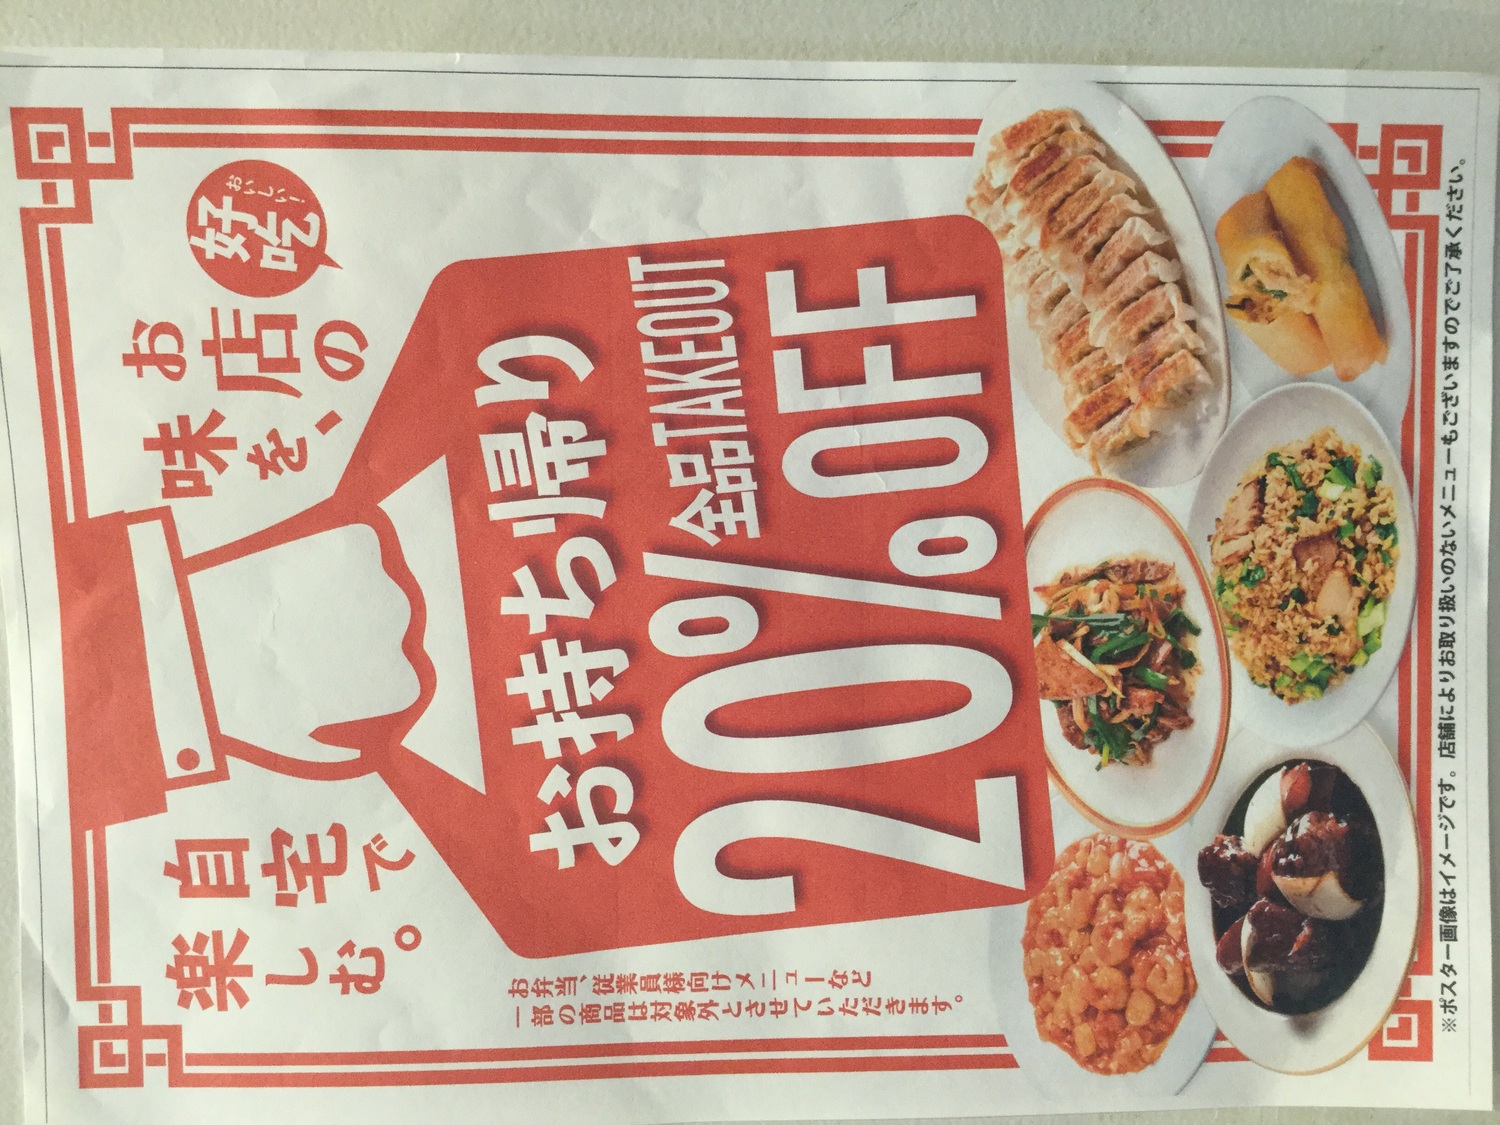 おいしい!
好吃
お店の
味を、
自宅で
楽しむ。
お持ち帰り
全品TAKEOUT
20%OFF
お弁当、従業員様向けメニューなど
一部の商品は対象外とさせていただきます。
※ポスター画像はイメージです。店舗によりお取り扱いのないメニューもございますのでご了承ください。